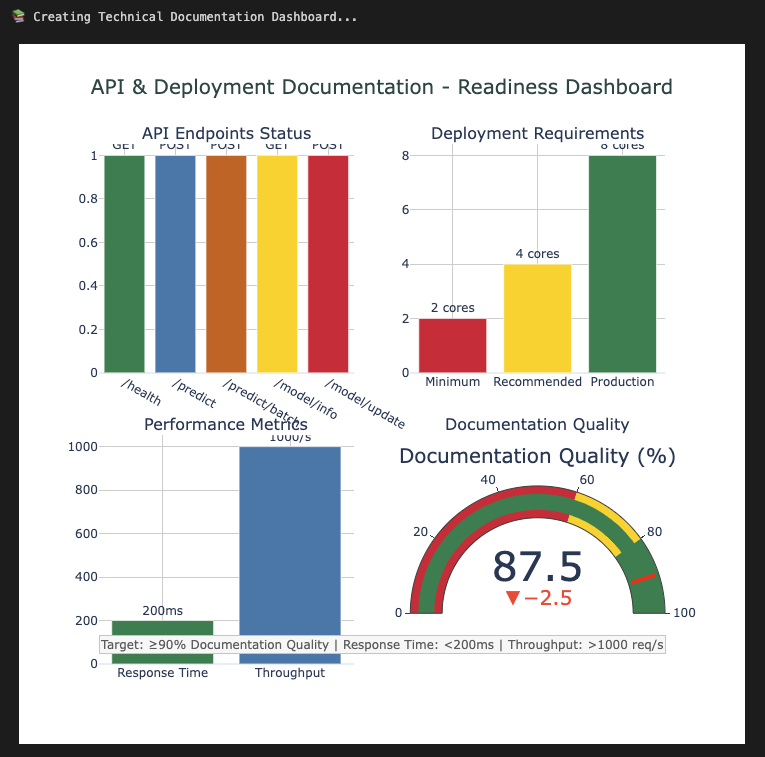 📚 Creating Technical Documentation Dashboard...
API & Deployment Documentation - Readiness Dashboard
API Endpoints Status
GET POST POST GET POST
1
0.8
0.6
0.4
0.2
0
/health /predict /predict/batch /model/info /model/update
Deployment Requirements
8 cores
8
6
4 cores
4
2 cores
2
0
Minimum Recommended Production
Performance Metrics
1000/s
1000
800
600
400
200ms
200
0
Response Time Throughput
Documentation Quality
Documentation Quality (%)
40 60
20 80
87.5
▼−2.5
0 100
Target: ≥90% Documentation Quality | Response Time: <200ms | Throughput: >1000 req/s